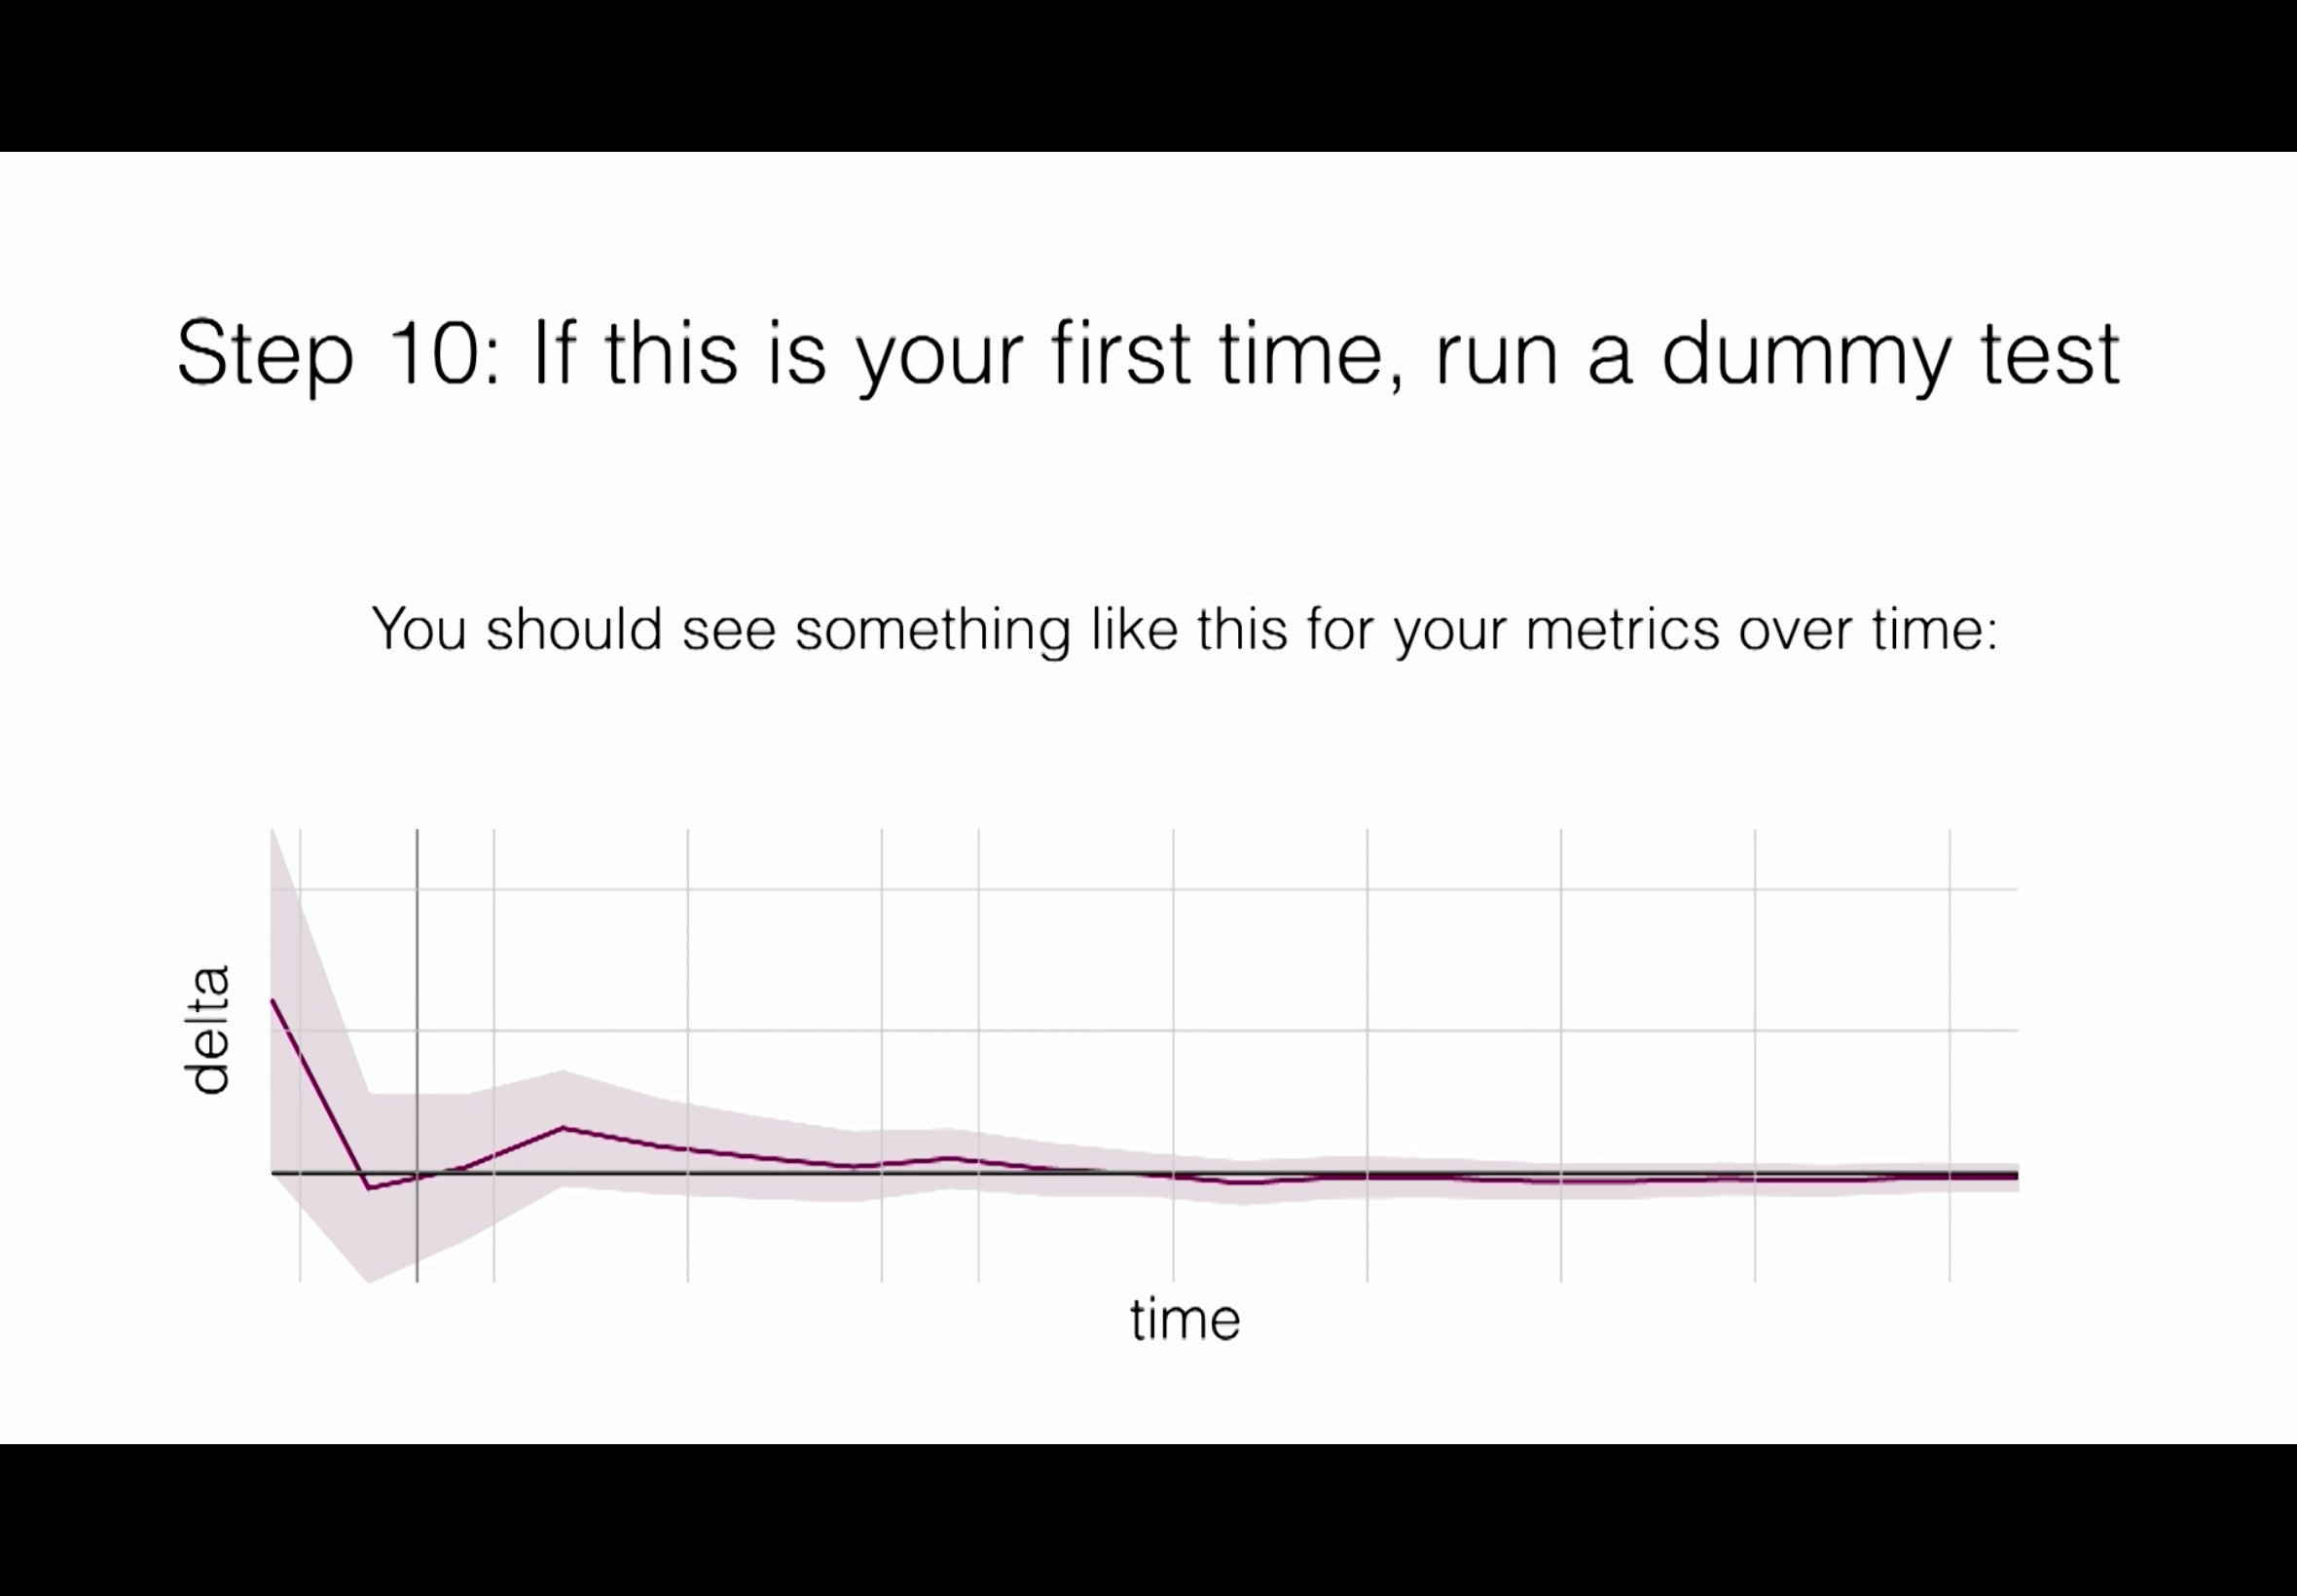 Step 10: If this is your first time, run a dummy test
You should see something like this for your metrics over time:
delta
time